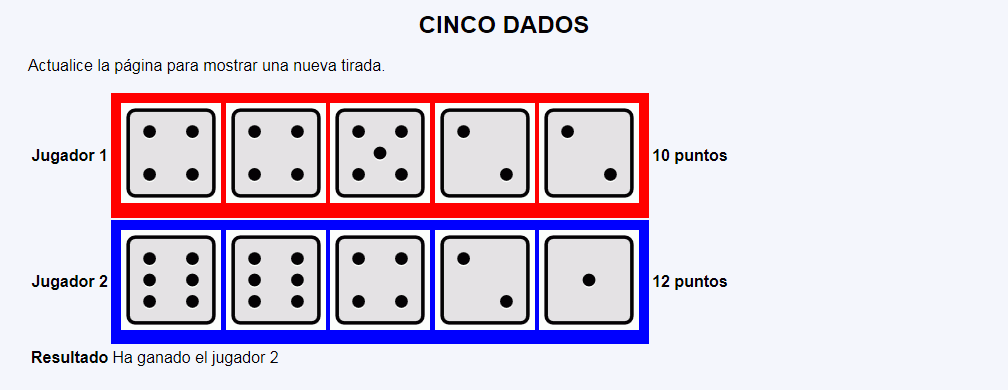 CINCO DADOS
Actualice la página para mostrar una nueva tirada.
Jugador 1 10 puntos
Jugador 2 12 puntos
Resultado Ha ganado el jugador 2